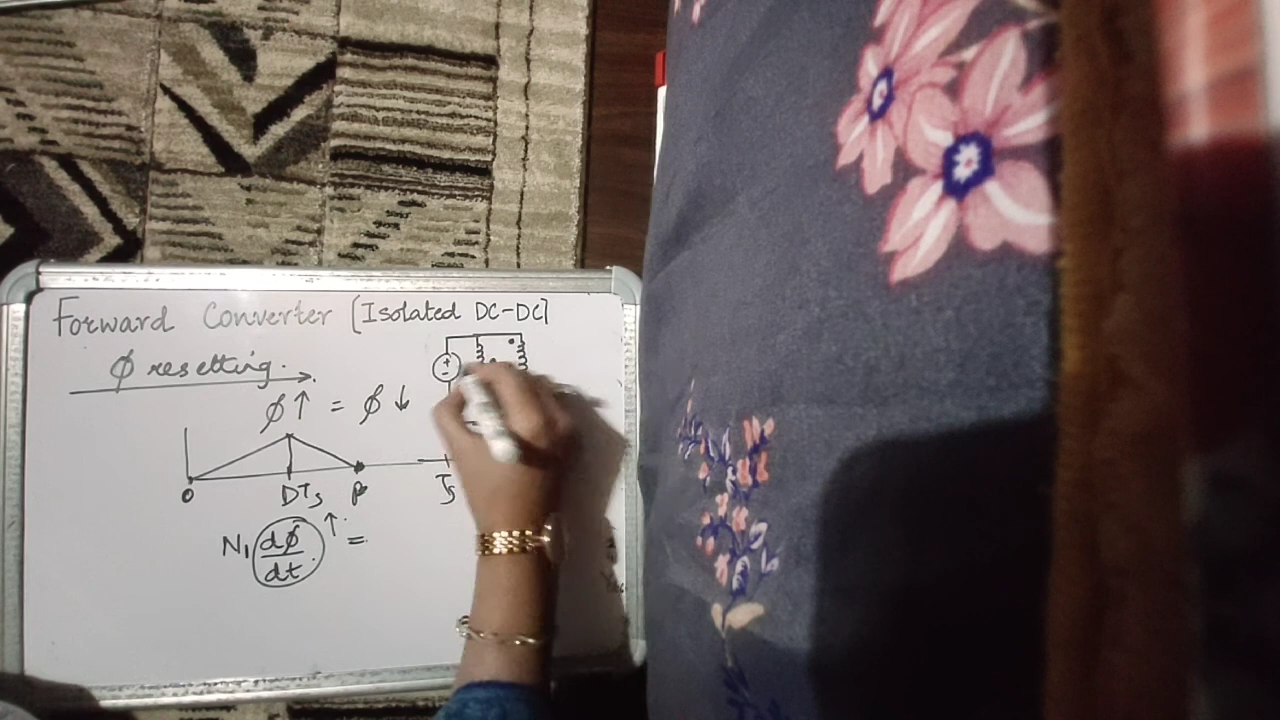 Forward Converter [Isolated DC-DC]
ϕ resetting.
ϕ↑ = ϕ↓
+
-
0 DTs P Ts
N1 dϕ/dt ↑ =